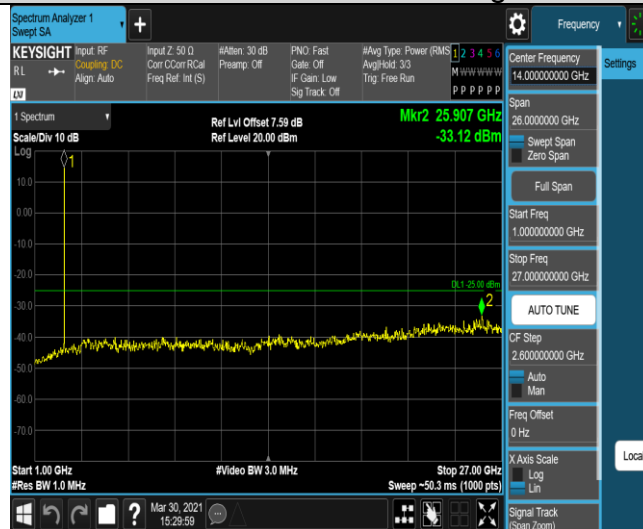 Spectrum Analyzer 1
Swept SA
Frequency
KEYSIGHT
R L
LXI
Input: RF
Coupling: DC
Align: Auto
Input Z: 50 Ω
Corr CCorr RCal
Freq Ref: Int (S)
#Atten: 30 dB
Preamp: Off
PNO: Fast
Gate: Off
IF Gain: Low
Sig Track: Off
#Avg Type: Power (RMS
Avg|Hold: 3/3
Trig: Free Run
1 2 3 4 5 6
M W W W W W
P P P P P P
Center Frequency
14.000000000 GHz
Settings
Span
26.0000000 GHz
Swept Span
Zero Span
Full Span
Start Freq
1.000000000 GHz
Stop Freq
27.000000000 GHz
AUTO TUNE
CF Step
2.600000000 GHz
Auto
Man
Freq Offset
0 Hz
X Axis Scale
Log
Lin
Local
Signal Track
(Span Zoom)
1 Spectrum
Scale/Div 10 dB
Log
Ref Lvl Offset 7.59 dB
Ref Level 20.00 dBm
Mkr2 25.907 GHz
-33.12 dBm
1
10.0
0.00
-10.0
-20.0
DL1 -25.00 dBm
2
-30.0
-40.0
-50.0
-60.0
-70.0
Start 1.00 GHz
#Res BW 1.0 MHz
#Video BW 3.0 MHz
Stop 27.00 GHz
Sweep ~50.3 ms (1000 pts)
?
Mar 30, 2021
15:29:59